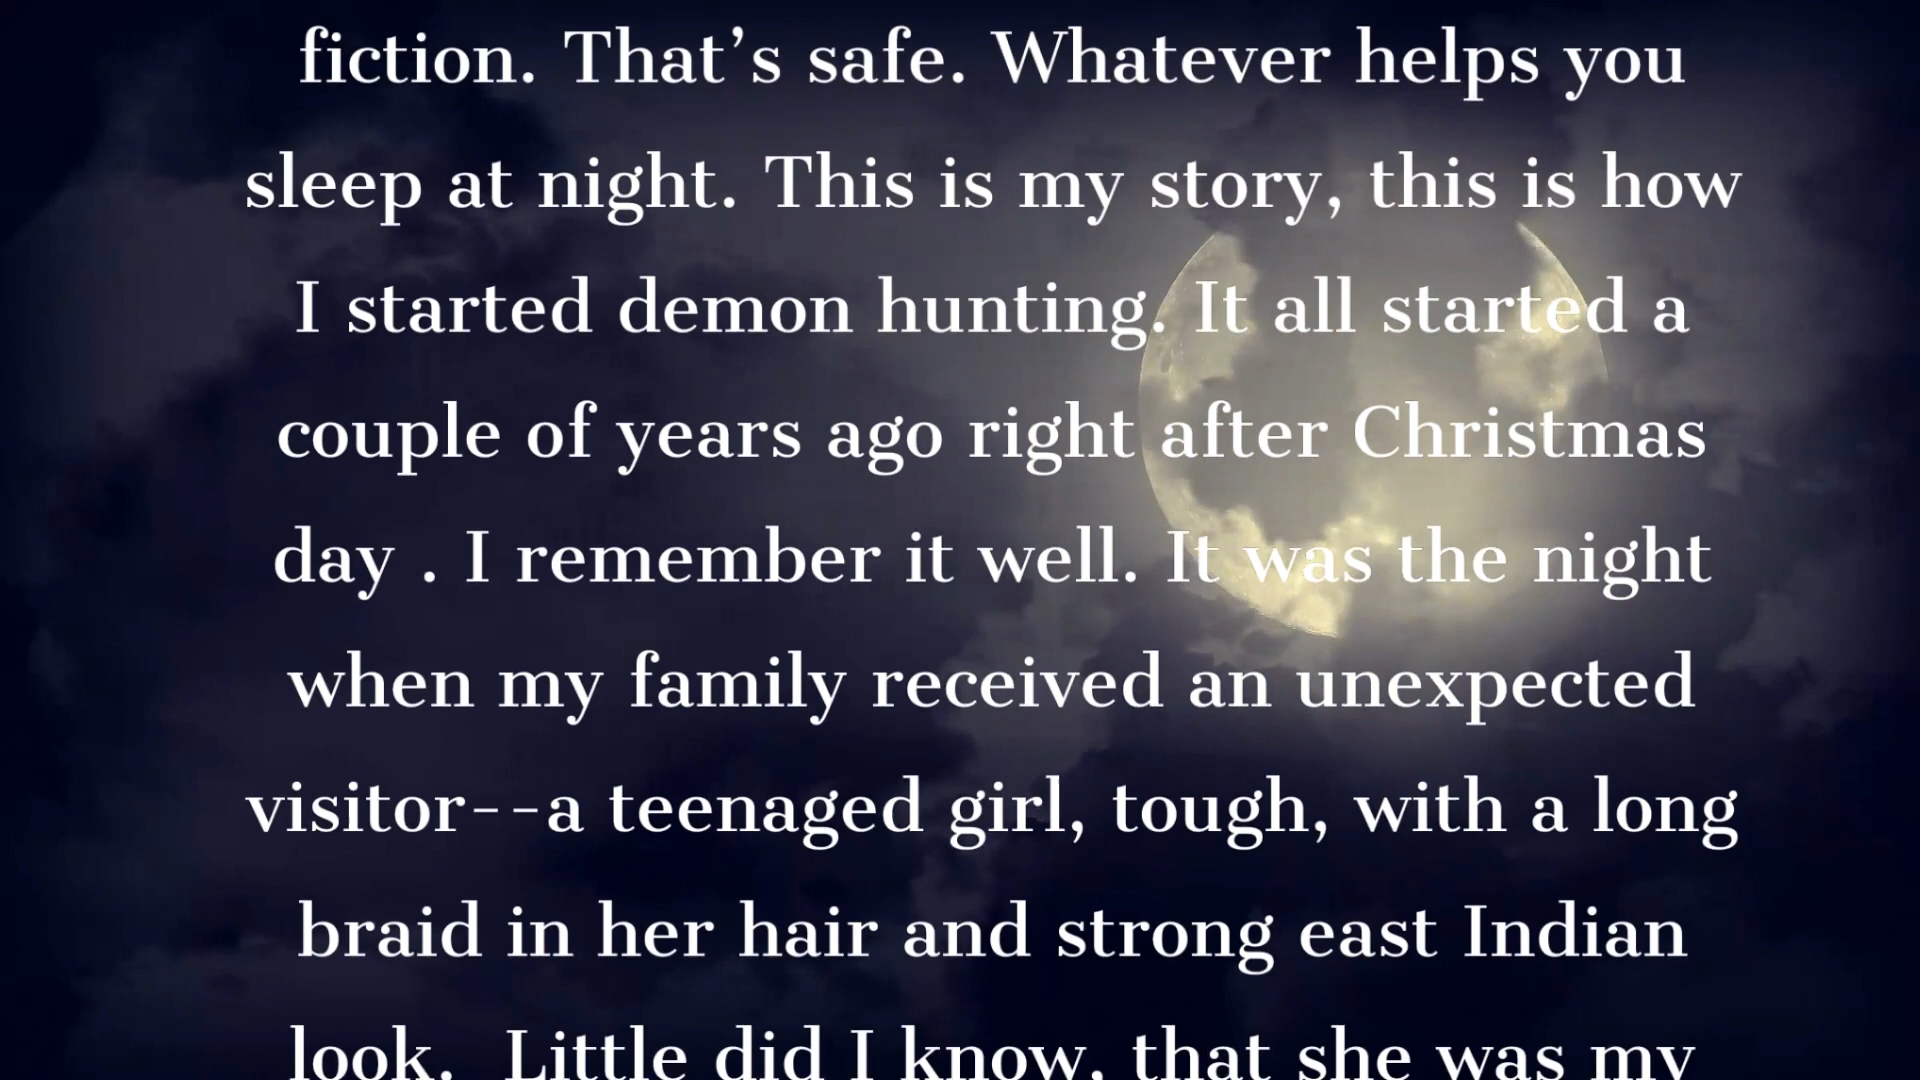 fiction. That’s safe. Whatever helps you
sleep at night. This is my story, this is how
I started demon hunting. It all started a
couple of years ago right after Christmas
day . I remember it well. It was the night
when my family received an unexpected
visitor--a teenaged girl, tough, with a long
braid in her hair and strong east Indian
look.  Little did I know, that she was my